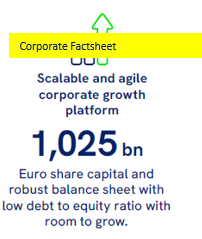 Corporate Factsheet
Scalable and agile
corporate growth
platform
1,025 bn
Euro share capital and
robust balance sheet with
low debt to equity ratio with
room to grow.